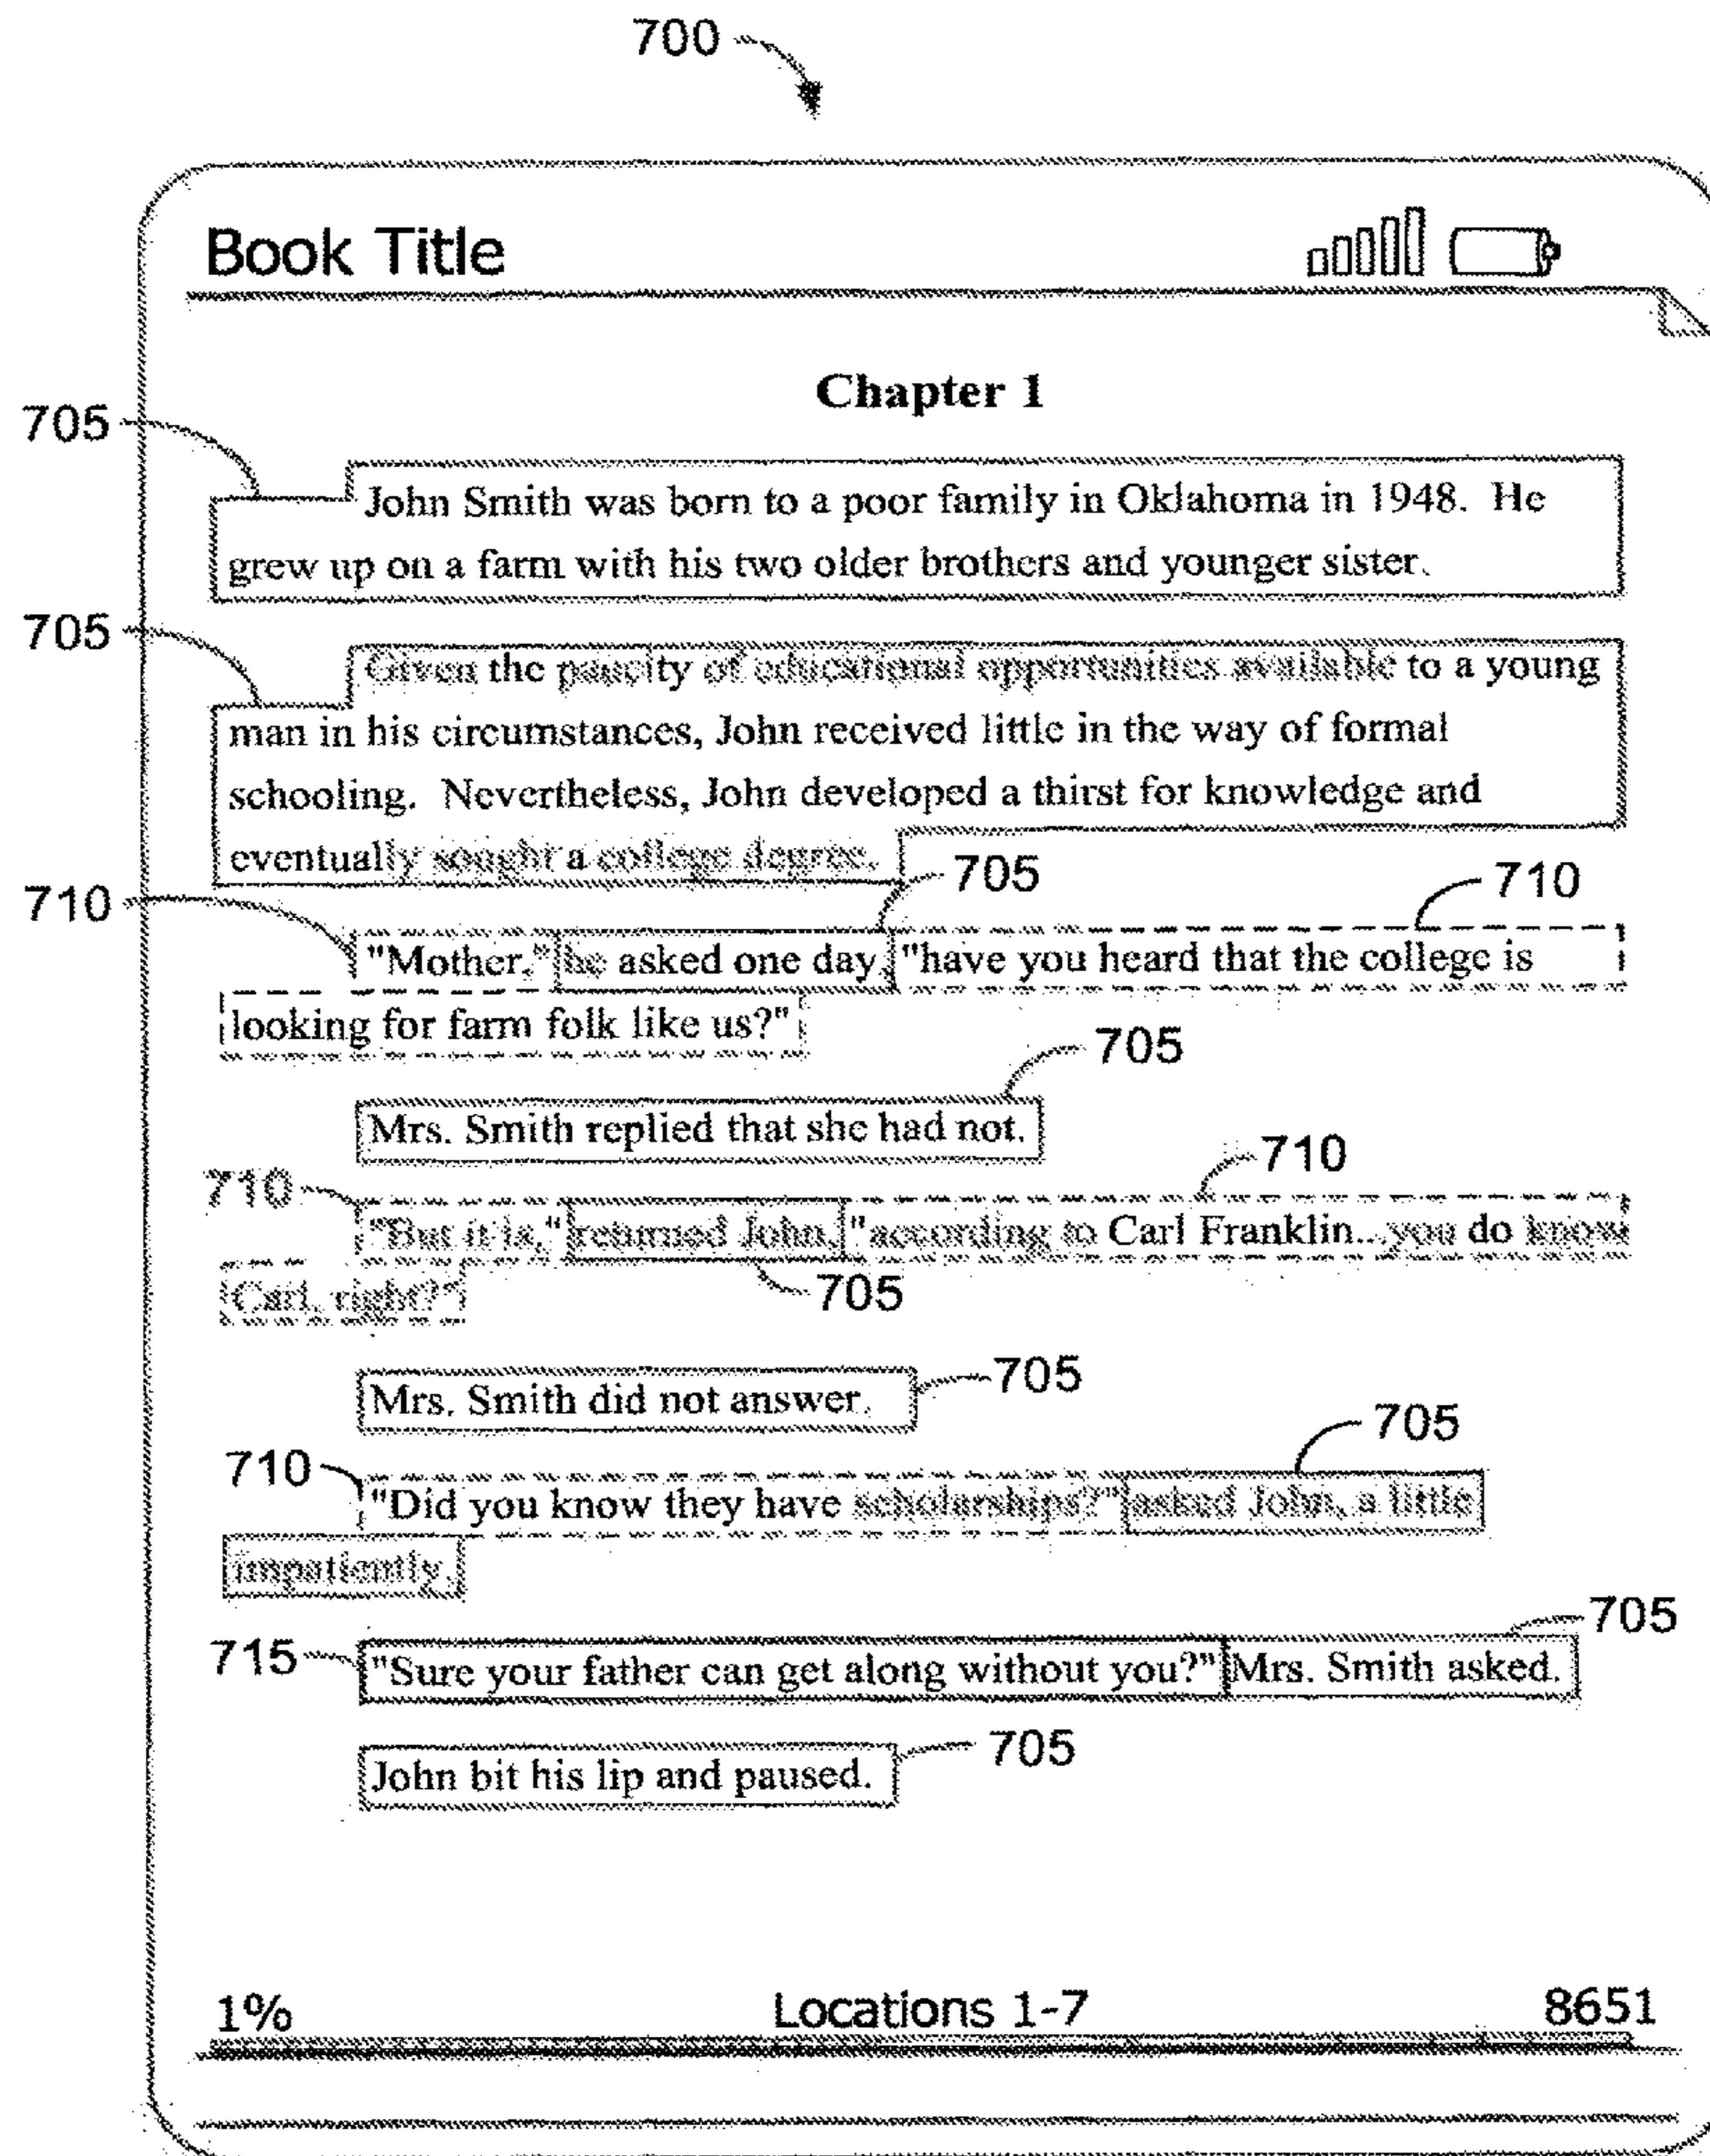 700
Book Title
Chapter 1
705
John Smith was born to a poor family in Oklahoma in 1948. He
grew up on a farm with his two older brothers and younger sister.
705
Given the paucity of educational opportunities available to a young
man in his circumstances, John received little in the way of formal
schooling. Nevertheless, John developed a thirst for knowledge and
eventually sought a college degree.
710 705 710
"Mother," he asked one day, "have you heard that the college is
looking for farm folk like us?"
705
Mrs. Smith replied that she had not.
710 710
"But it is," returned John, "according to Carl Franklin...you do know
Carl, right?"
705
Mrs. Smith did not answer.
705
710 705
"Did you know they have scholarships?" asked John, a little
impatiently.
705
715 "Sure your father can get along without you?" Mrs. Smith asked.
John bit his lip and paused.
705
1% Locations 1-7 8651